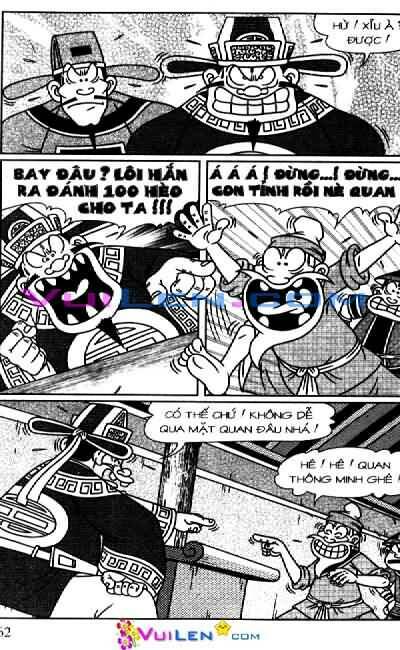 HỪ! XỈU À?
ĐƯỢC!
BAY ĐÂU? LÔI HẮN
RA ĐÁNH 100 HÈO
CHO TA!!!
Á Á Á! ĐỪNG...! ĐỪNG...
CON TỈNH RỒI NÈ QUAN
VUILEN.COM
CÓ THẾ CHỨ! KHÔNG DỄ
QUA MẶT QUAN ĐÂU NHÁ!
HÊ! HÊ! QUAN
THÔNG MINH GHÊ!
62
VUILEN.COM